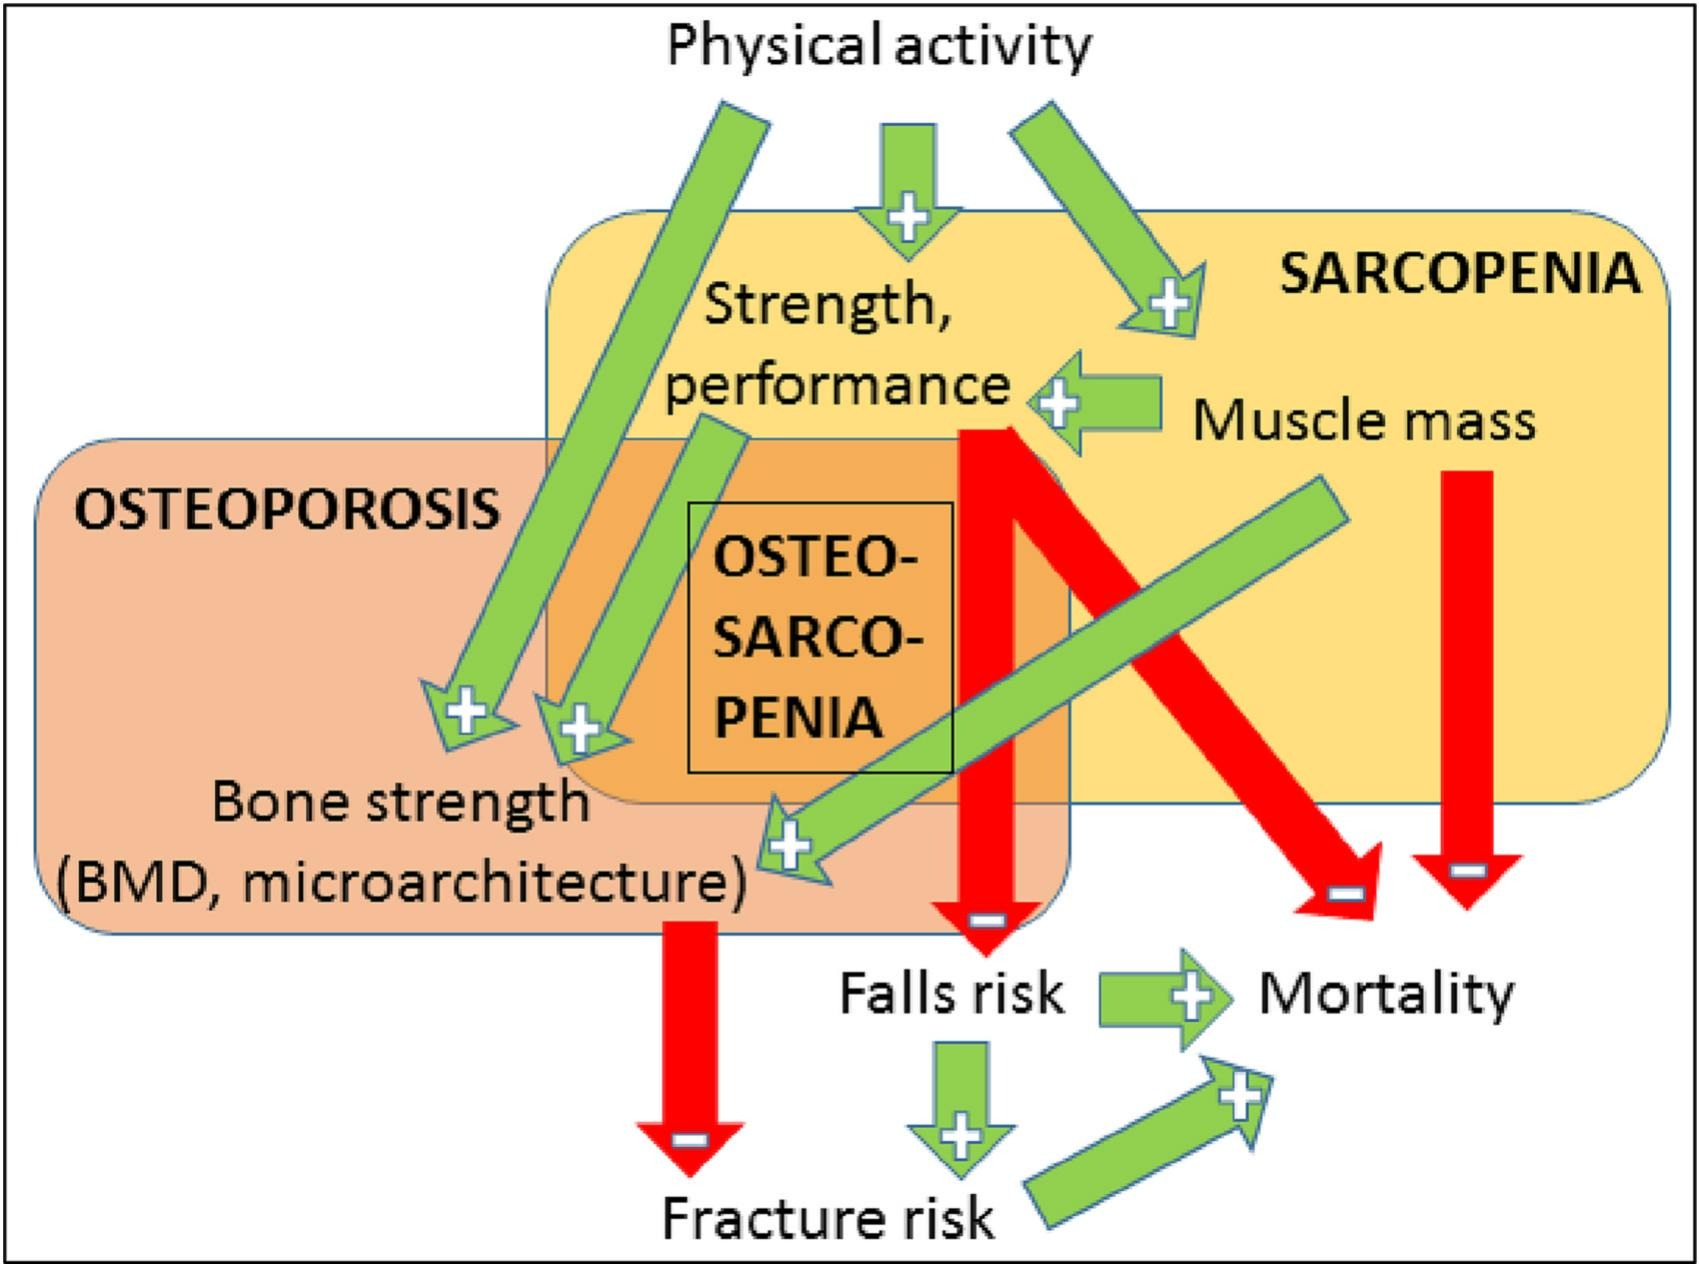 Physical activity
SARCOPENIA
Strength,
performance
Muscle mass
OSTEOPOROSIS
OSTEO-
SARCO-
PENIA
Bone strength
(BMD, microarchitecture)
Falls risk
Mortality
Fracture risk